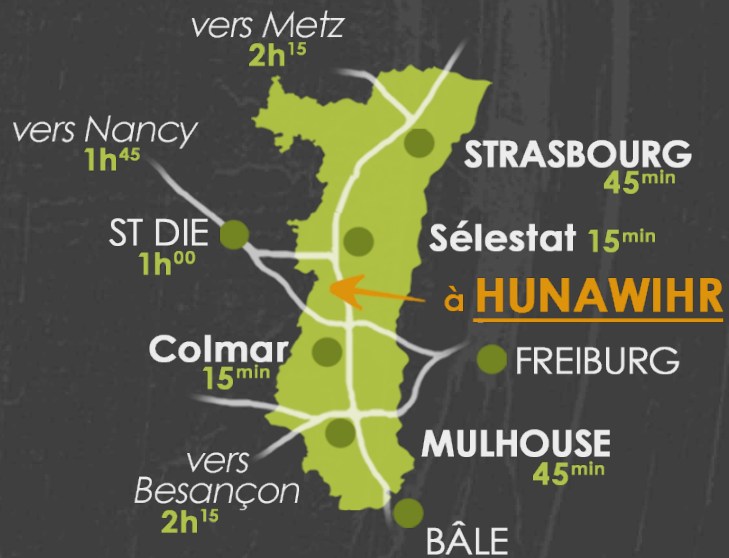 vers Metz
2h15
vers Nancy
1h45
STRASBOURG
45min
ST DIE
1h00
Sélestat 15min
à HUNAWIHR
Colmar
15min
FREIBURG
MULHOUSE
45min
vers
Besançon
2h15
BÂLE